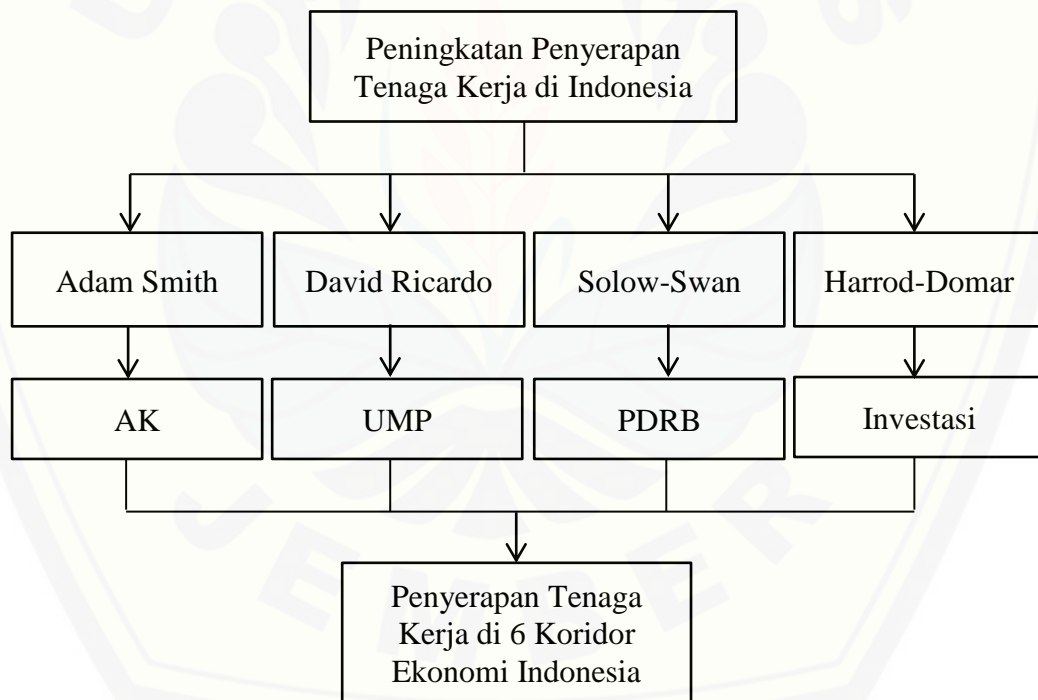 Peningkatan Penyerapan
Tenaga Kerja di Indonesia
Adam Smith
David Ricardo
Solow-Swan
Harrod-Domar
AK
UMP
PDRB
Investasi
JEMBER
Penyerapan Tenaga
Kerja di 6 Koridor
Ekonomi Indonesia